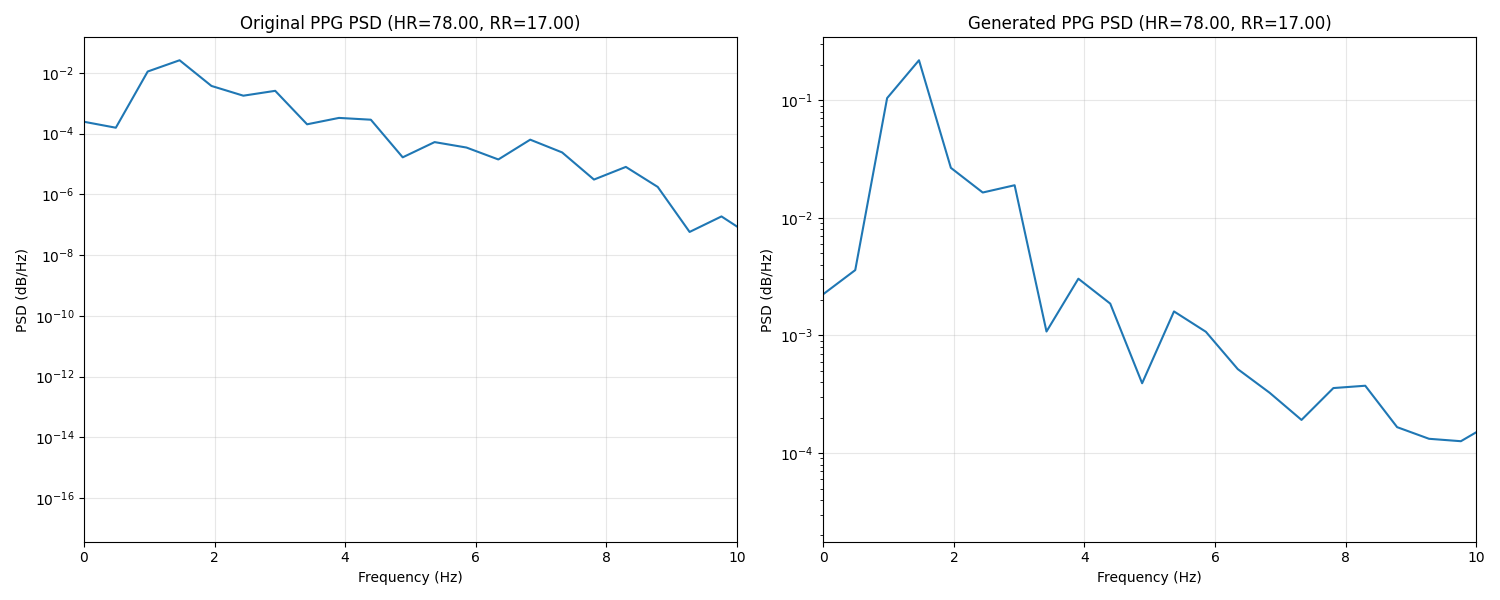 Original PPG PSD (HR=78.00, RR=17.00)
PSD (dB/Hz)
10⁻²
10⁻⁴
10⁻⁶
10⁻⁸
10⁻¹⁰
10⁻¹²
10⁻¹⁴
10⁻¹⁶
0 2 4 6 8 10
Frequency (Hz)
Generated PPG PSD (HR=78.00, RR=17.00)
PSD (dB/Hz)
10⁻¹
10⁻²
10⁻³
10⁻⁴
0 2 4 6 8 10
Frequency (Hz)